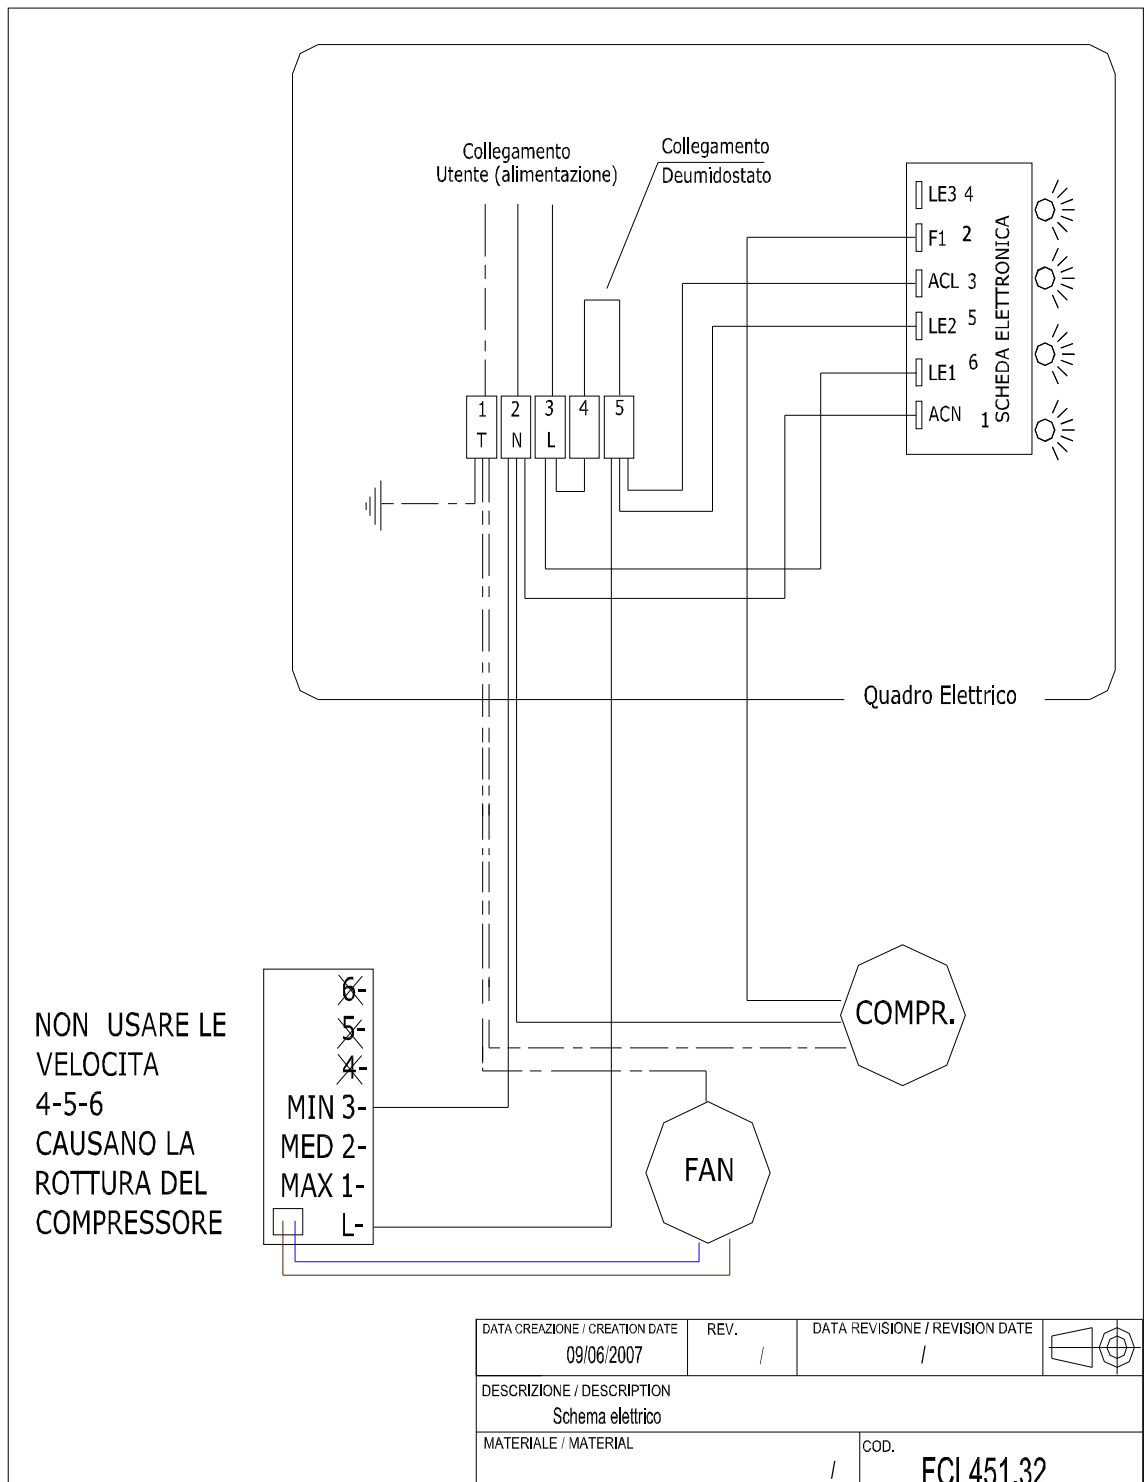 Collegamento
Utente (alimentazione)
Collegamento
Deumidostato
LE3 4
F1 2
ACL 3
LE2 5
LE1 6
ACN 1
SCHEDA ELETTRONICA
1 2 3 4 5
T N L
Quadro Elettrico
COMPR.
FAN
NON USARE LE
VELOCITA
4-5-6
CAUSANO LA
ROTTURA DEL
COMPRESSORE
6-
5-
4-
MIN 3-
MED 2-
MAX 1-
L-
DATA CREAZIONE / CREATION DATE
09/06/2007
REV.
/
DATA REVISIONE / REVISION DATE
/
DESCRIZIONE / DESCRIPTION
Schema elettrico
MATERIALE / MATERIAL
/
COD.